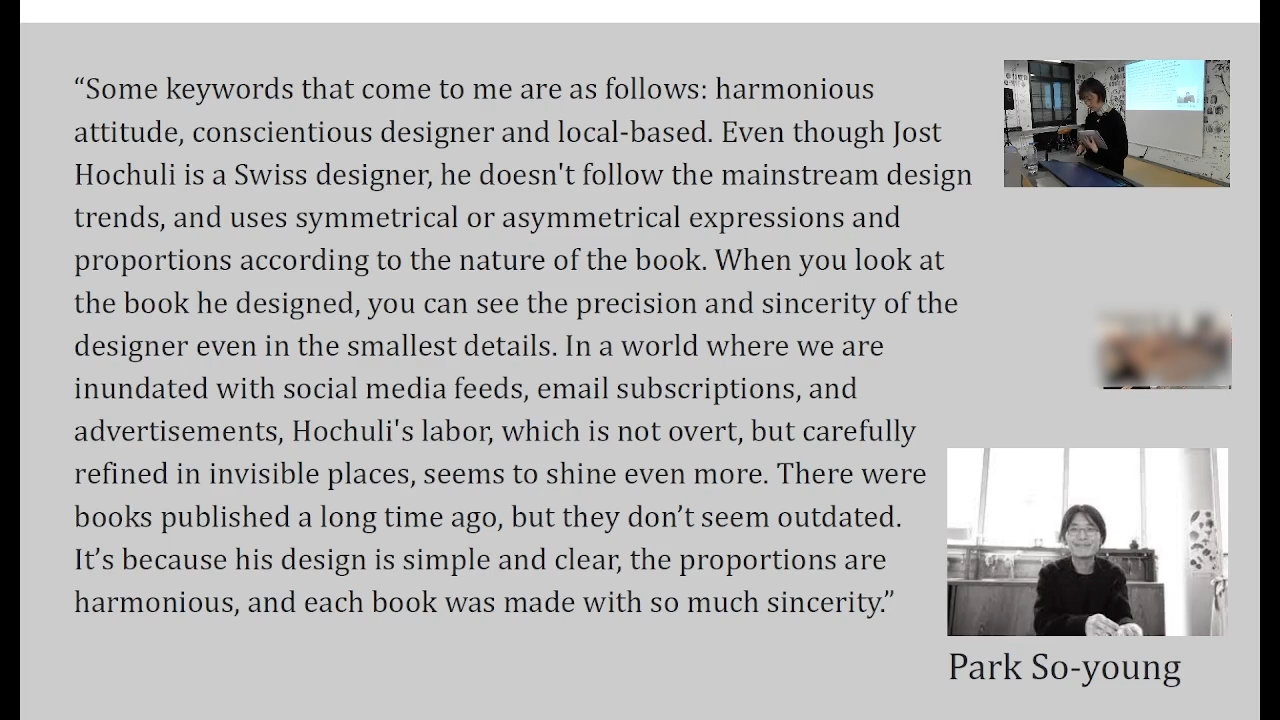 “Some keywords that come to me are as follows: harmonious
attitude, conscientious designer and local-based. Even though Jost
Hochuli is a Swiss designer, he doesn't follow the mainstream design
trends, and uses symmetrical or asymmetrical expressions and
proportions according to the nature of the book. When you look at
the book he designed, you can see the precision and sincerity of the
designer even in the smallest details. In a world where we are
inundated with social media feeds, email subscriptions, and
advertisements, Hochuli's labor, which is not overt, but carefully
refined in invisible places, seems to shine even more. There were
books published a long time ago, but they don’t seem outdated.
It’s because his design is simple and clear, the proportions are
harmonious, and each book was made with so much sincerity.”
Park So-young